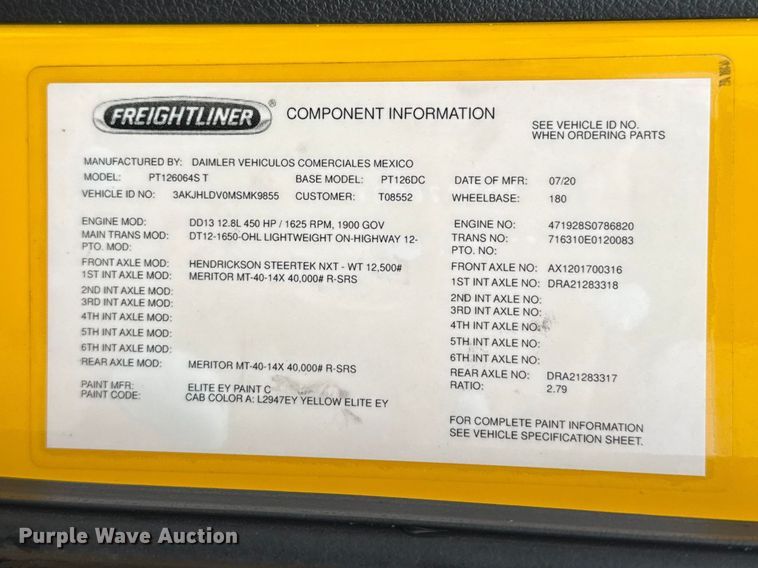 FREIGHTLINER® COMPONENT INFORMATION
SEE VEHICLE ID NO.
WHEN ORDERING PARTS
MANUFACTURED BY: DAIMLER VEHICULOS COMERCIALES MEXICO
MODEL: PT126064S T BASE MODEL: PT126DC DATE OF MFR: 07/20
VEHICLE ID NO: 3AKJHLDV0MSMK9855 CUSTOMER: T08552 WHEELBASE: 180
ENGINE MOD: DD13 12.8L 450 HP / 1625 RPM, 1900 GOV ENGINE NO: 471928S0786820
MAIN TRANS MOD: DT12-1650-OHL LIGHTWEIGHT ON-HIGHWAY 12- TRANS NO: 716310E0120083
PTO. MOD: PTO. NO:
FRONT AXLE MOD: HENDRICKSON STEERTEK NXT - WT 12,500# FRONT AXLE NO: AX1201700316
1ST INT AXLE MOD: MERITOR MT-40-14X 40,000# R-SRS 1ST INT AXLE NO: DRA21283318
2ND INT AXLE MOD: 2ND INT AXLE NO:
3RD INT AXLE MOD: 3RD INT AXLE NO:
4TH INT AXLE MOD: 4TH INT AXLE NO:
5TH INT AXLE MOD: 5TH INT AXLE NO:
6TH INT AXLE MOD: 6TH INT AXLE NO:
REAR AXLE MOD: MERITOR MT-40-14X 40,000# R-SRS REAR AXLE NO: DRA21283317
RATIO: 2.79
PAINT MFR: ELITE EY PAINT C
PAINT CODE: CAB COLOR A: L2947EY YELLOW ELITE EY
FOR COMPLETE PAINT INFORMATION
SEE VEHICLE SPECIFICATION SHEET.
Purple Wave Auction®